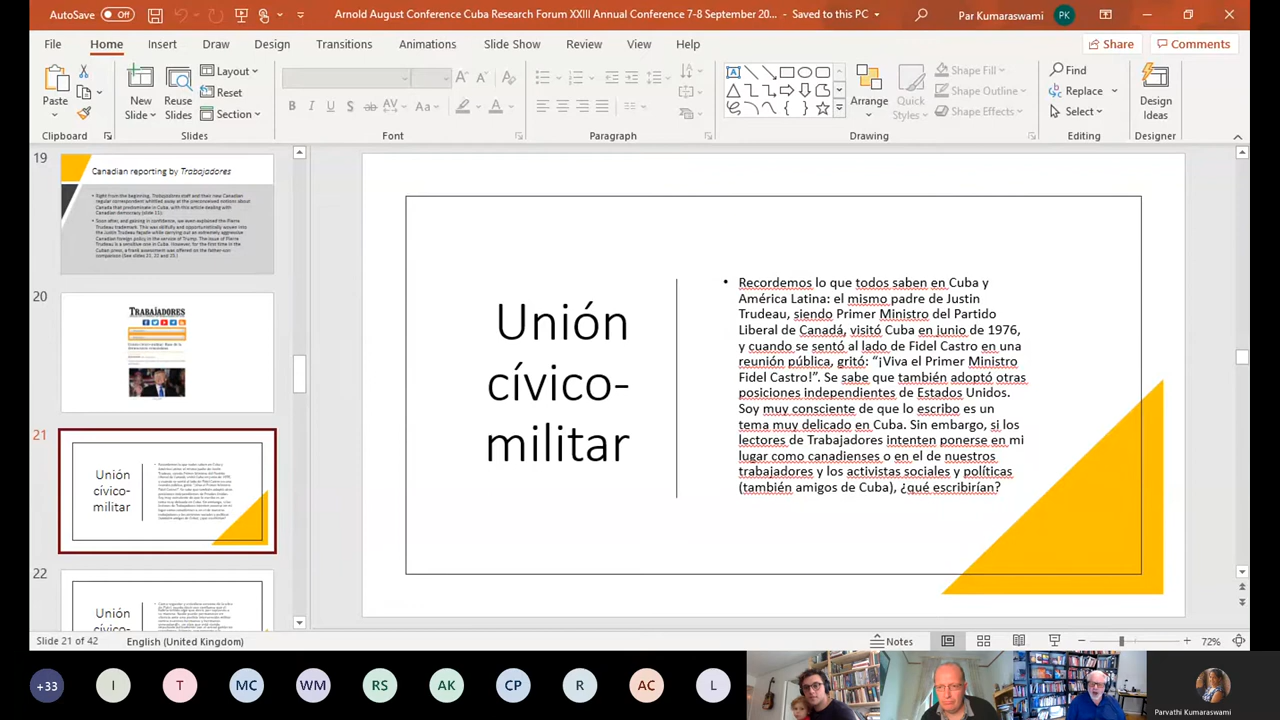 AutoSave Off
Arnold August Conference Cuba Research Forum XXIII Annual Conference 7-8 September 20... - Saved to this PC
Par Kumaraswami PK
File Home Insert Draw Design Transitions Animations Slide Show Review View Help
Share Comments
Paste
New Slide
Reuse Slides
Layout
Reset
Section
Shape Fill
Shape Outline
Shape Effects
Arrange
Quick Styles
Find
Replace
Select
Design Ideas
Clipboard Slides Font Paragraph Drawing Editing Designer
19
Canadian reporting by Trabajadores
20
TRABAJADORES
21
Unión
cívico-
militar
22
Unión
cívico-
Unión
cívico-
militar
• Recordemos lo que todos saben en Cuba y
América Latina: el mismo padre de Justin
Trudeau, siendo Primer Ministro del Partido
Liberal de Canadá, visitó Cuba en junio de 1976,
y cuando se sentó al lado de Fidel Castro en una
reunión pública, gritó: “¡Viva el Primer Ministro
Fidel Castro!”. Se sabe que también adoptó otras
posiciones independientes de Estados Unidos.
Soy muy consciente de que lo escribo es un
tema muy delicado en Cuba. Sin embargo, si los
lectores de Trabajadores intenten ponerse en mi
lugar como canadienses o en el de nuestros
trabajadores y los activistas sociales y políticas
(también amigos de Cuba), ¿qué escribirían?
Slide 21 of 42 English (United Kingdom)
Notes
72%
+33 I T MC WM RS AK CP R AC L
Parvathi Kumaraswami